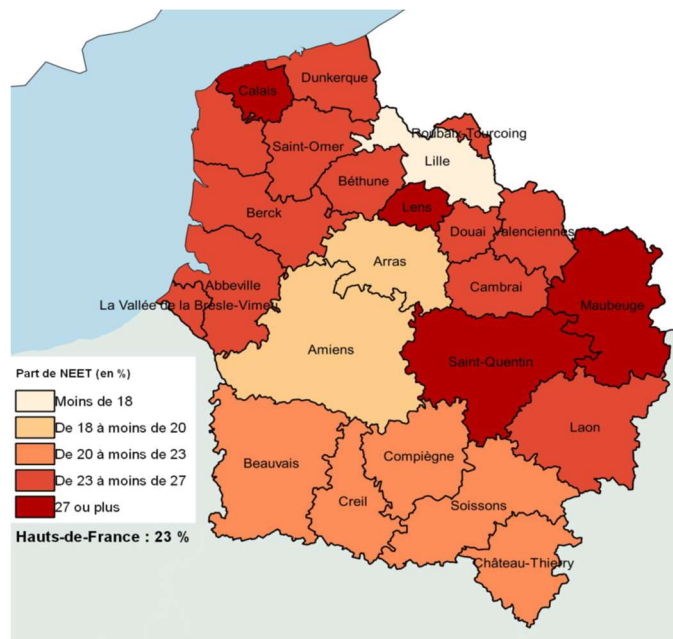 Dunkerque
Calais
Roubaix-Tourcoing
Saint-Omer
Lille
Béthune
Lens
Berck
Douai
Valenciennes
Arras
Abbeville
Cambrai
La Vallée de la Bresle-Vimeu
Maubeuge
Amiens
Saint-Quentin
Part de NEET (en %)
Moins de 18
De 18 à moins de 20
De 20 à moins de 23
De 23 à moins de 27
27 ou plus
Hauts-de-France : 23 %
Laon
Beauvais
Compiègne
Creil
Soissons
Château-Thierry